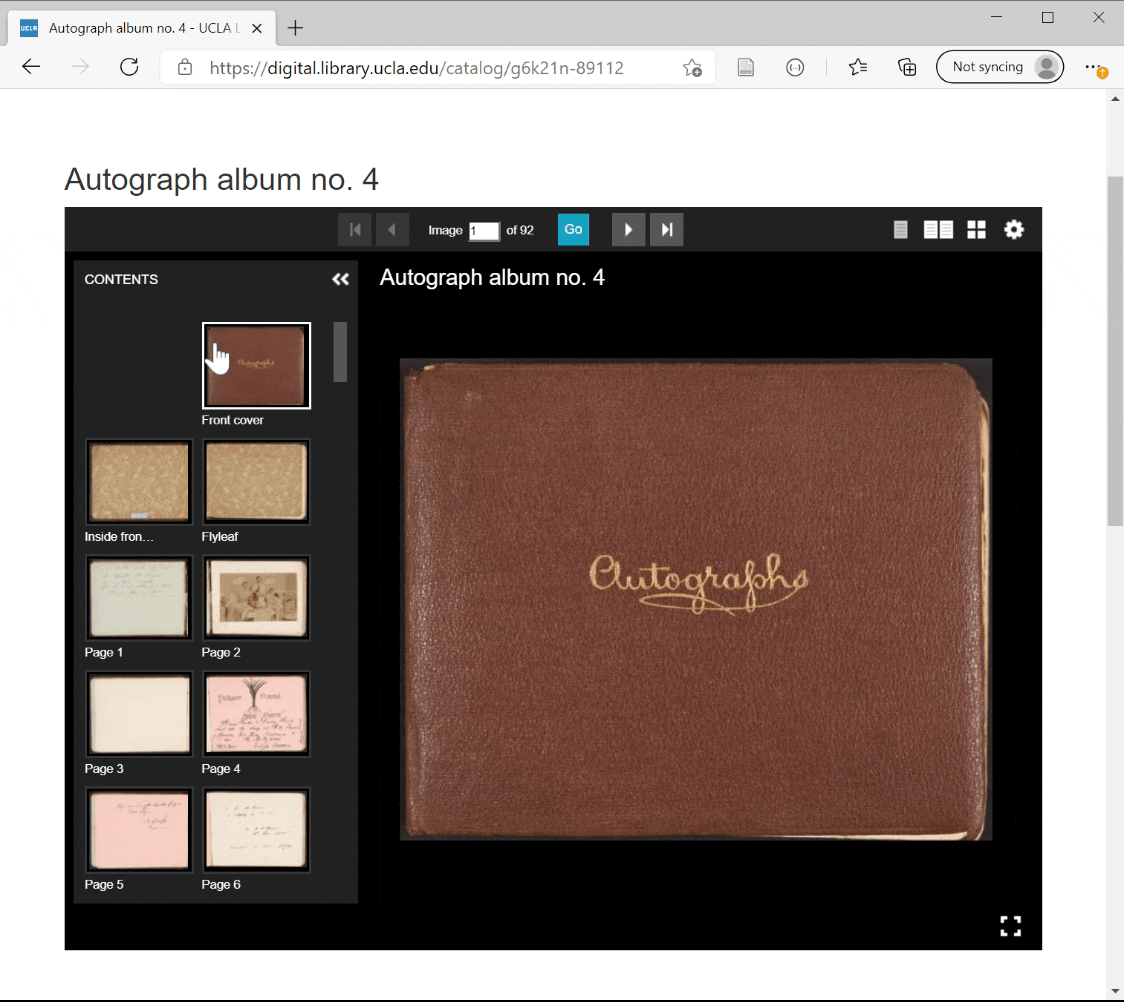 UCLA
Autograph album no. 4 - UCLA L
https://digital.library.ucla.edu/catalog/g6k21n-89112
Not syncing
Autograph album no. 4
Image 1 of 92 Go
CONTENTS
Autograph album no. 4
Autographs
Front cover
Autographs
Inside fron...
Flyleaf
Page 1
Page 2
Page 3
Page 4
Page 5
Page 6